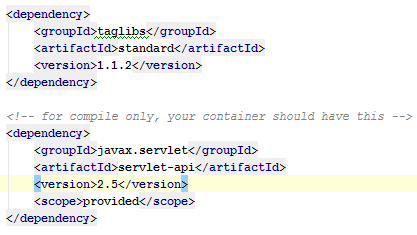 <dependency>
<groupId>taglibs</groupId>
<artifactId>standard</artifactId>
<version>1.1.2</version>
</dependency>
<!-- for compile only, your container should have this -->
<dependency>
<groupId>javax.servlet</groupId>
<artifactId>servlet-api</artifactId>
<version>2.5</version>
<scope>provided</scope>
</dependency>